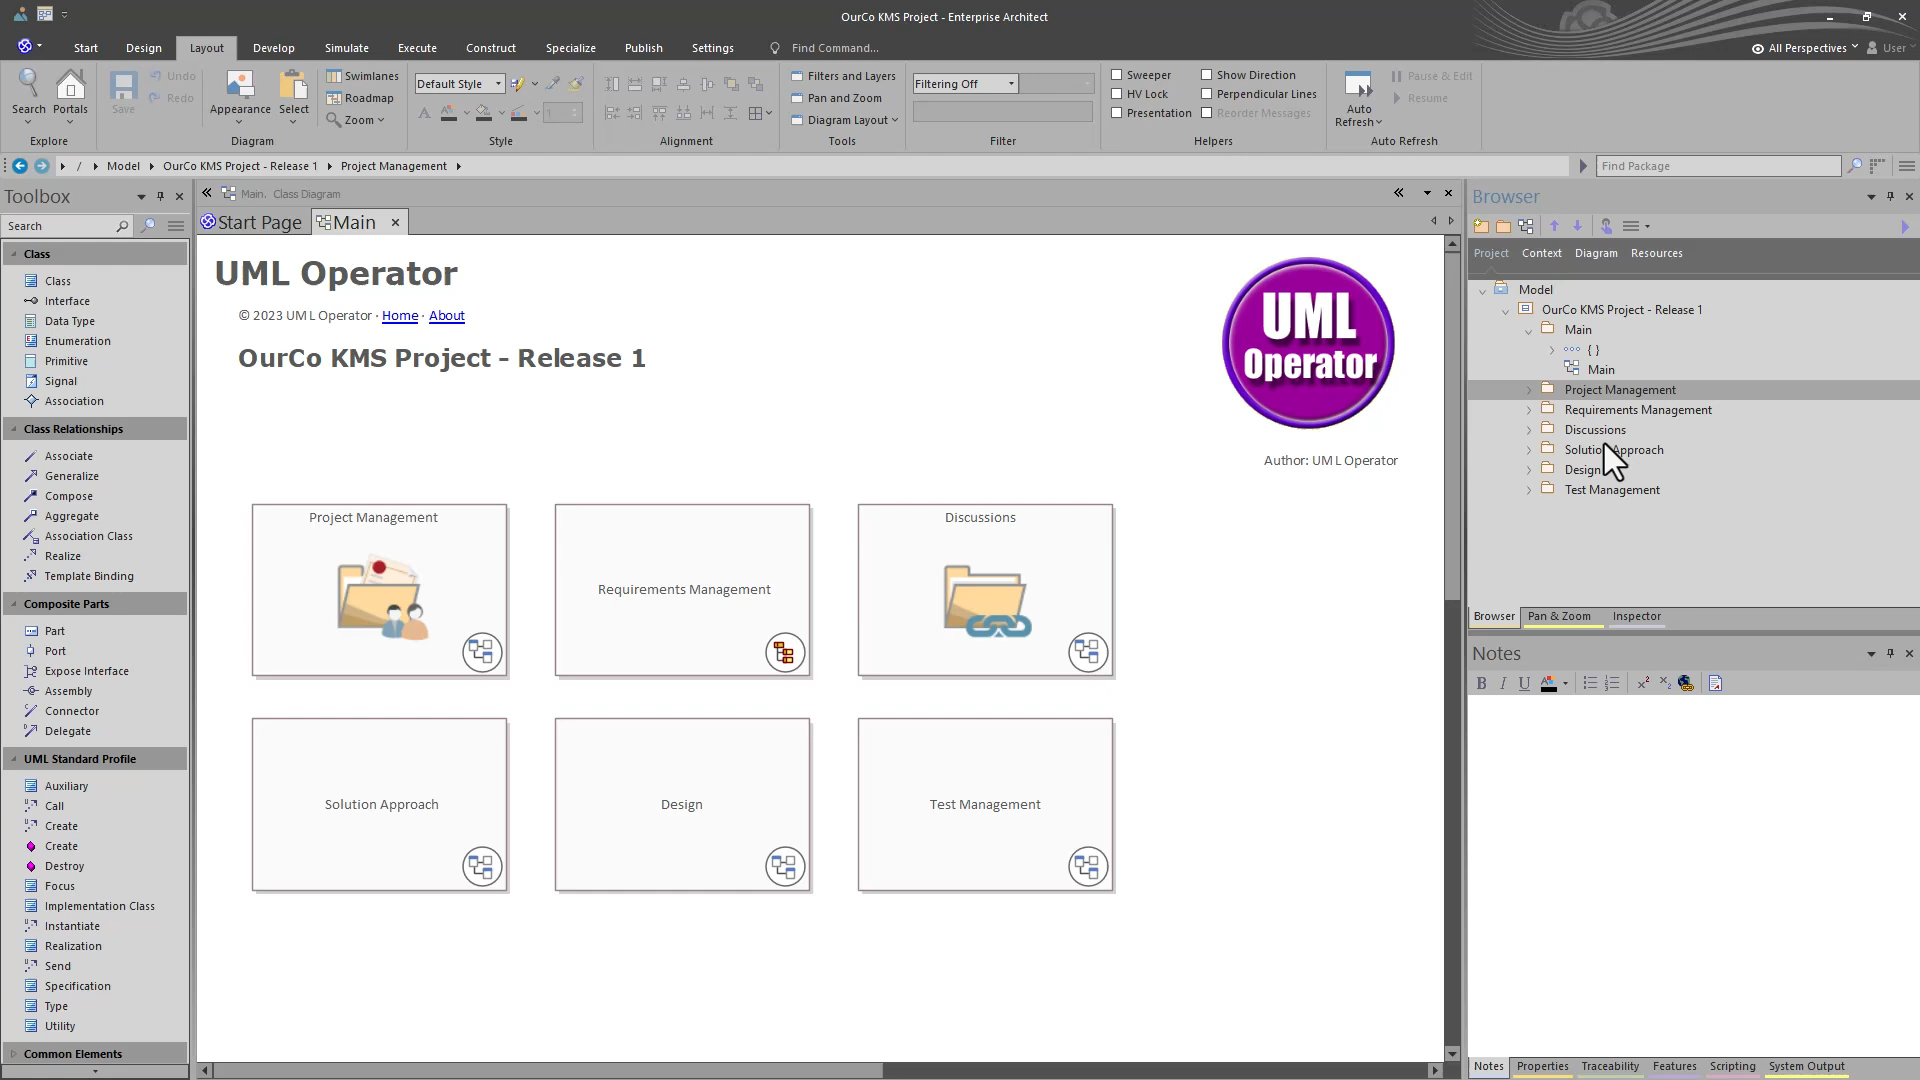 OurCo KMS Project - Enterprise Architect
Start Design Layout Develop Simulate Execute Construct Specialize Publish Settings Find Command... All Perspectives User
Search Portals Explore
Save Undo Redo Appearance Select Swimlanes Roadmap Zoom Diagram
Default Style 1 Style
Alignment
Filters and Layers Pan and Zoom Diagram Layout Tools
Filtering Off Filter
Sweeper HV Lock Presentation Show Direction Perpendicular Lines Reorder Messages Helpers
Auto Refresh Pause & Edit Resume Auto Refresh
/ Model OurCo KMS Project - Release 1 Project Management Find Package
Toolbox
Search
Class
Class
Interface
Data Type
Enumeration
Primitive
Signal
Association
Class Relationships
Associate
Generalize
Compose
Aggregate
Association Class
Realize
Template Binding
Composite Parts
Part
Port
Expose Interface
Assembly
Connector
Delegate
UML Standard Profile
Auxiliary
Call
Create
Create
Destroy
Focus
Implementation Class
Instantiate
Realization
Send
Specification
Type
Utility
Common Elements
Main. Class Diagram
Start Page Main
UML Operator
© 2023 UML Operator · Home · About
OurCo KMS Project - Release 1
UML
Operator
Author: UML Operator
Project Management
Requirements Management
Discussions
Solution Approach
Design
Test Management
Browser
Project Context Diagram Resources
Model
OurCo KMS Project - Release 1
Main
{ }
Main
Project Management
Requirements Management
Discussions
Solution Approach
Design
Test Management
Browser Pan & Zoom Inspector
Notes
B I U A x² x₂
Notes Properties Traceability Features Scripting System Output